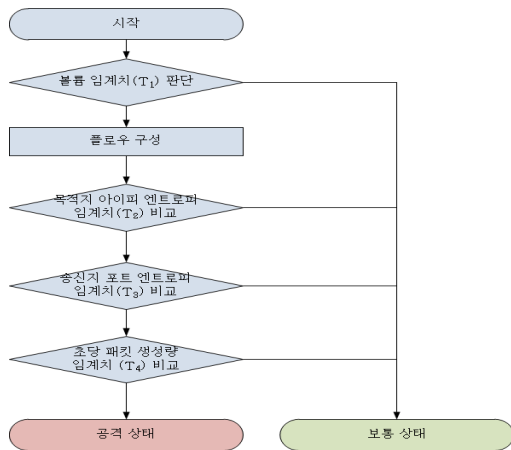 시작
볼륨 임계치(T₁) 판단
플로우 구성
목적지 아이피 엔트로피
임계치(T₂) 비교
송신지 포트 엔트로피
임계치(T₃) 비교
초당 패킷 생성량
임계치 (T₄) 비교
공격 상태
보통 상태